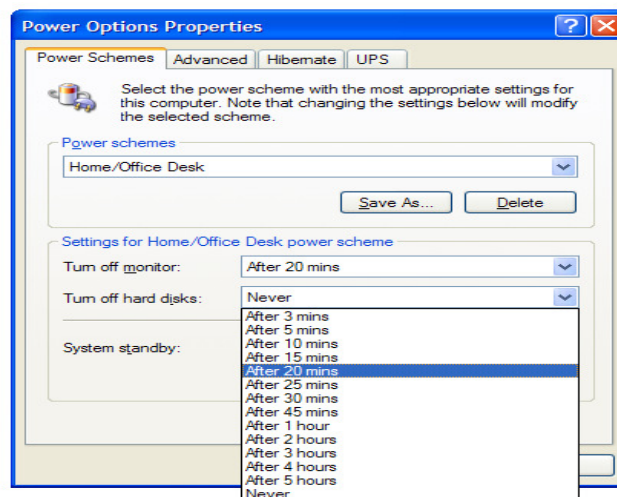 Power Options Properties
Power Schemes Advanced Hibernate UPS
Select the power scheme with the most appropriate settings for
this computer. Note that changing the settings below will modify
the selected scheme.
Power schemes
Home/Office Desk
Save As... Delete
Settings for Home/Office Desk power scheme
Turn off monitor: After 20 mins
Turn off hard disks: Never
After 3 mins
After 5 mins
After 10 mins
After 15 mins
System standby:
After 20 mins
After 25 mins
After 30 mins
After 45 mins
After 1 hour
After 2 hours
After 3 hours
After 4 hours
After 5 hours
Never